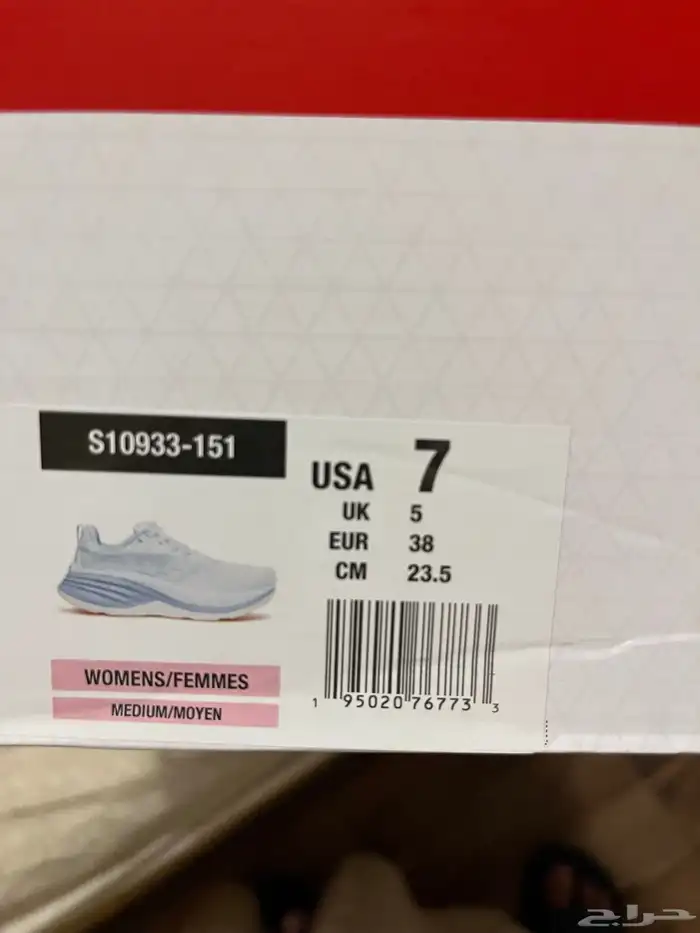 S10933-151
USA 7
UK 5
EUR 38
CM 23.5
WOMENS/FEMMES
MEDIUM/MOYEN
1 95020 76773 3
حراج